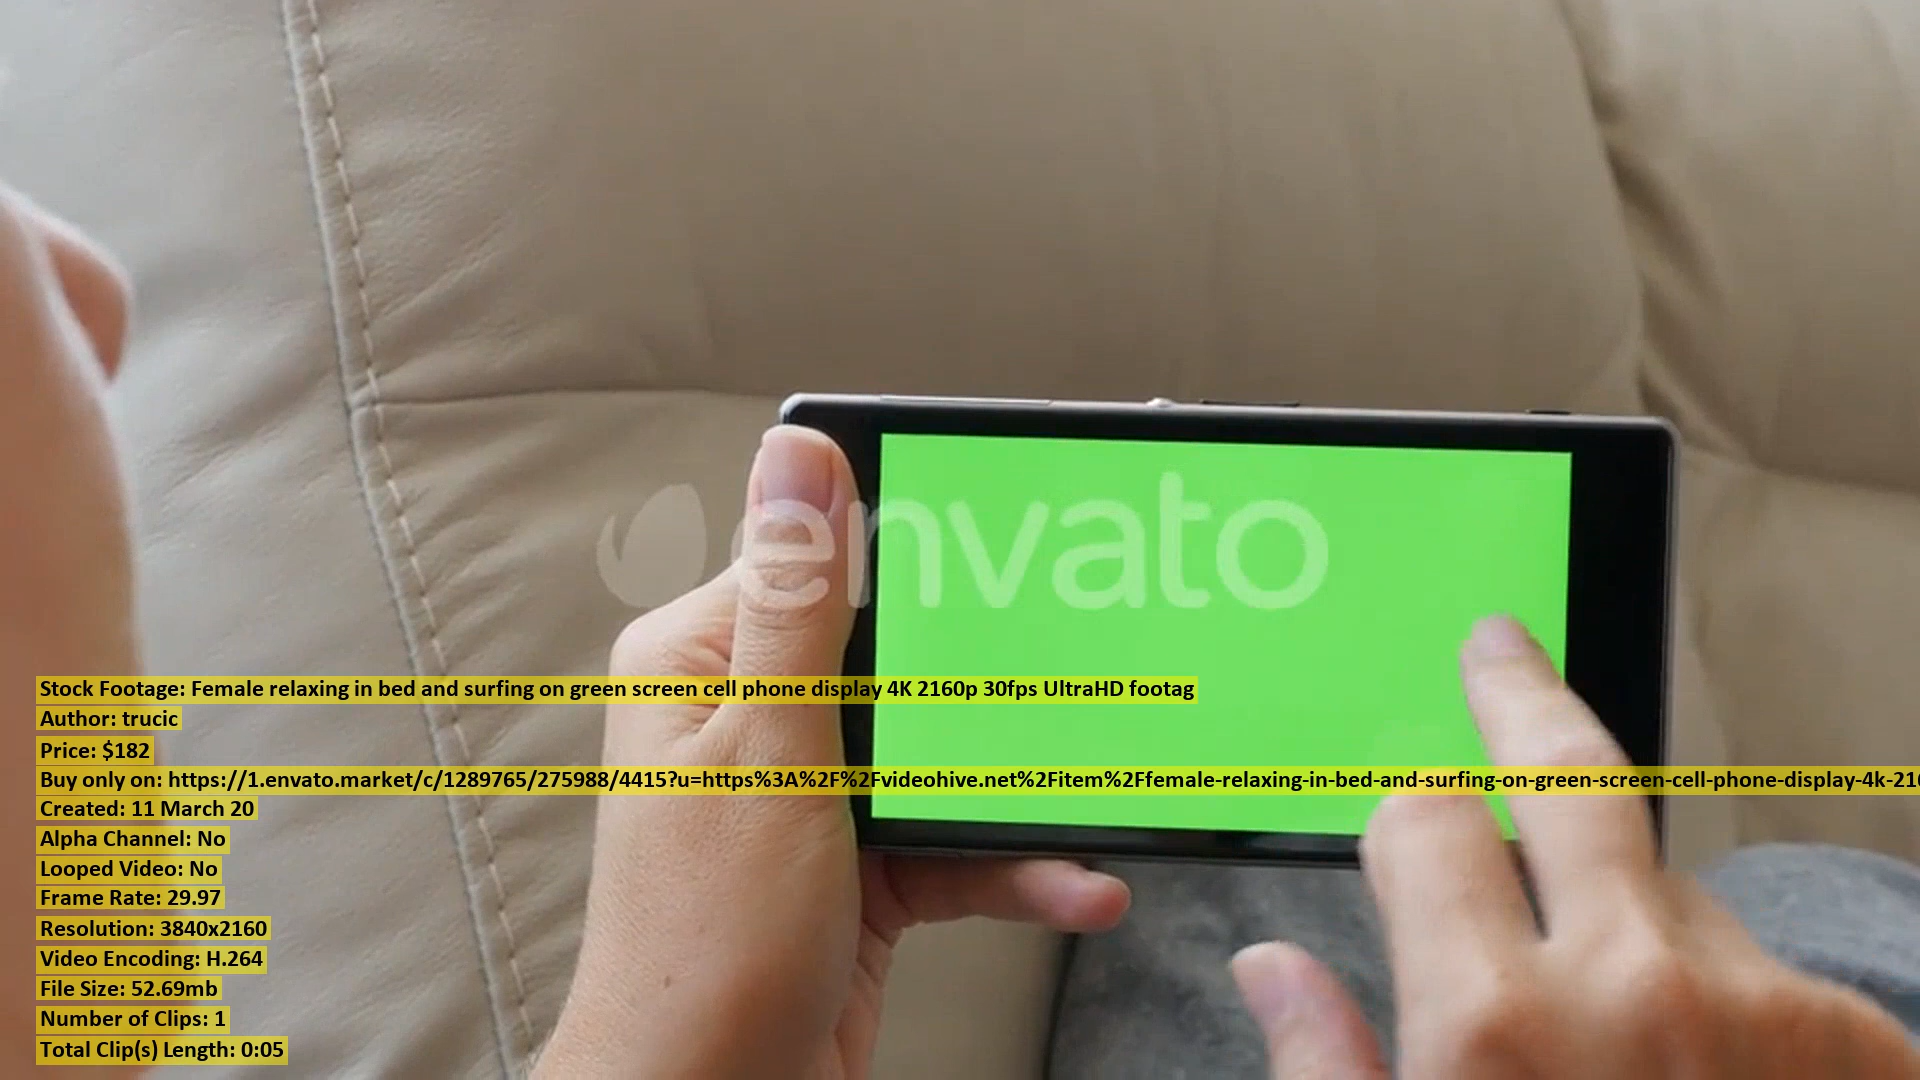 envato
Stock Footage: Female relaxing in bed and surfing on green screen cell phone display 4K 2160p 30fps UltraHD footag
Author: trucic
Price: $182
Buy only on: https://1.envato.market/c/1289765/275988/4415?u=https%3A%2F%2Fvideohive.net%2Fitem%2Ffemale-relaxing-in-bed-and-surfing-on-green-screen-cell-phone-display-4k-216
Created: 11 March 20
Alpha Channel: No
Looped Video: No
Frame Rate: 29.97
Resolution: 3840x2160
Video Encoding: H.264
File Size: 52.69mb
Number of Clips: 1
Total Clip(s) Length: 0:05